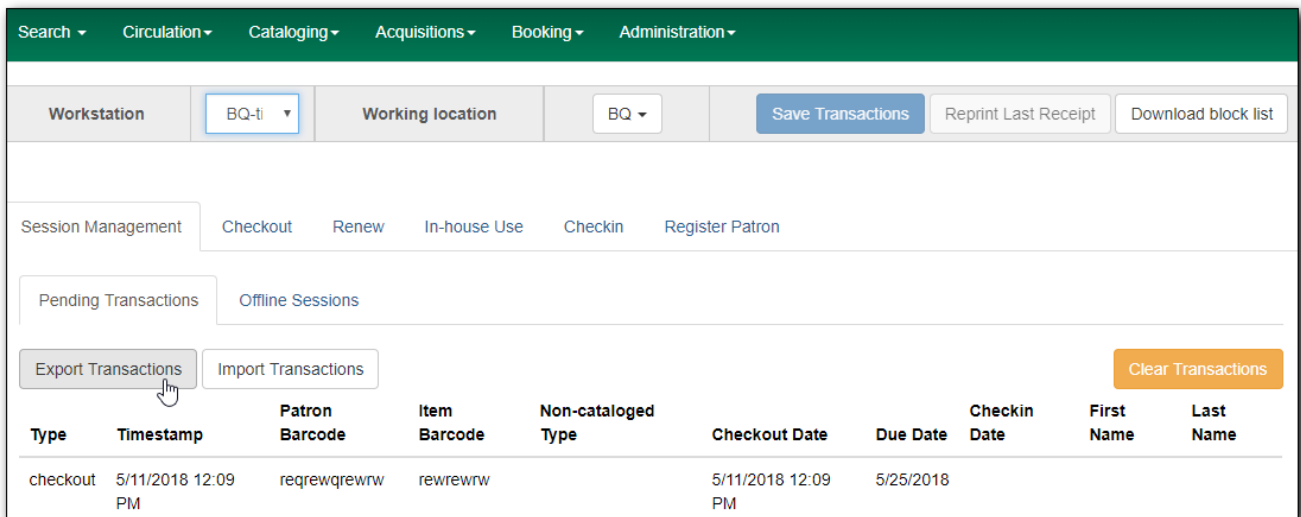 Search Circulation Cataloging Acquisitions Booking Administration
Workstation BQ-ti Working location BQ Save Transactions Reprint Last Receipt Download block list
Session Management Checkout Renew In-house Use Checkin Register Patron
Pending Transactions Offline Sessions
Export Transactions Import Transactions Clear Transactions
Type Timestamp Patron Barcode Item Barcode Non-cataloged Type Checkout Date Due Date Checkin Date First Name Last Name
checkout 5/11/2018 12:09 PM reqrewqrewrw rewrewrw 5/11/2018 12:09 PM 5/25/2018